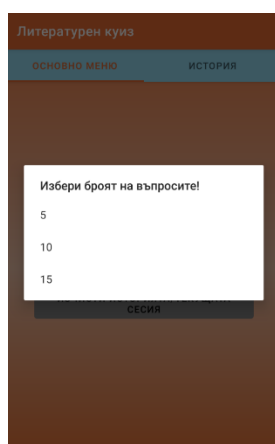 Литературен куиз
ОСНОВНО МЕНЮ ИСТОРИЯ
Избери броят на въпросите!
5
10
15
СЕСИЯ